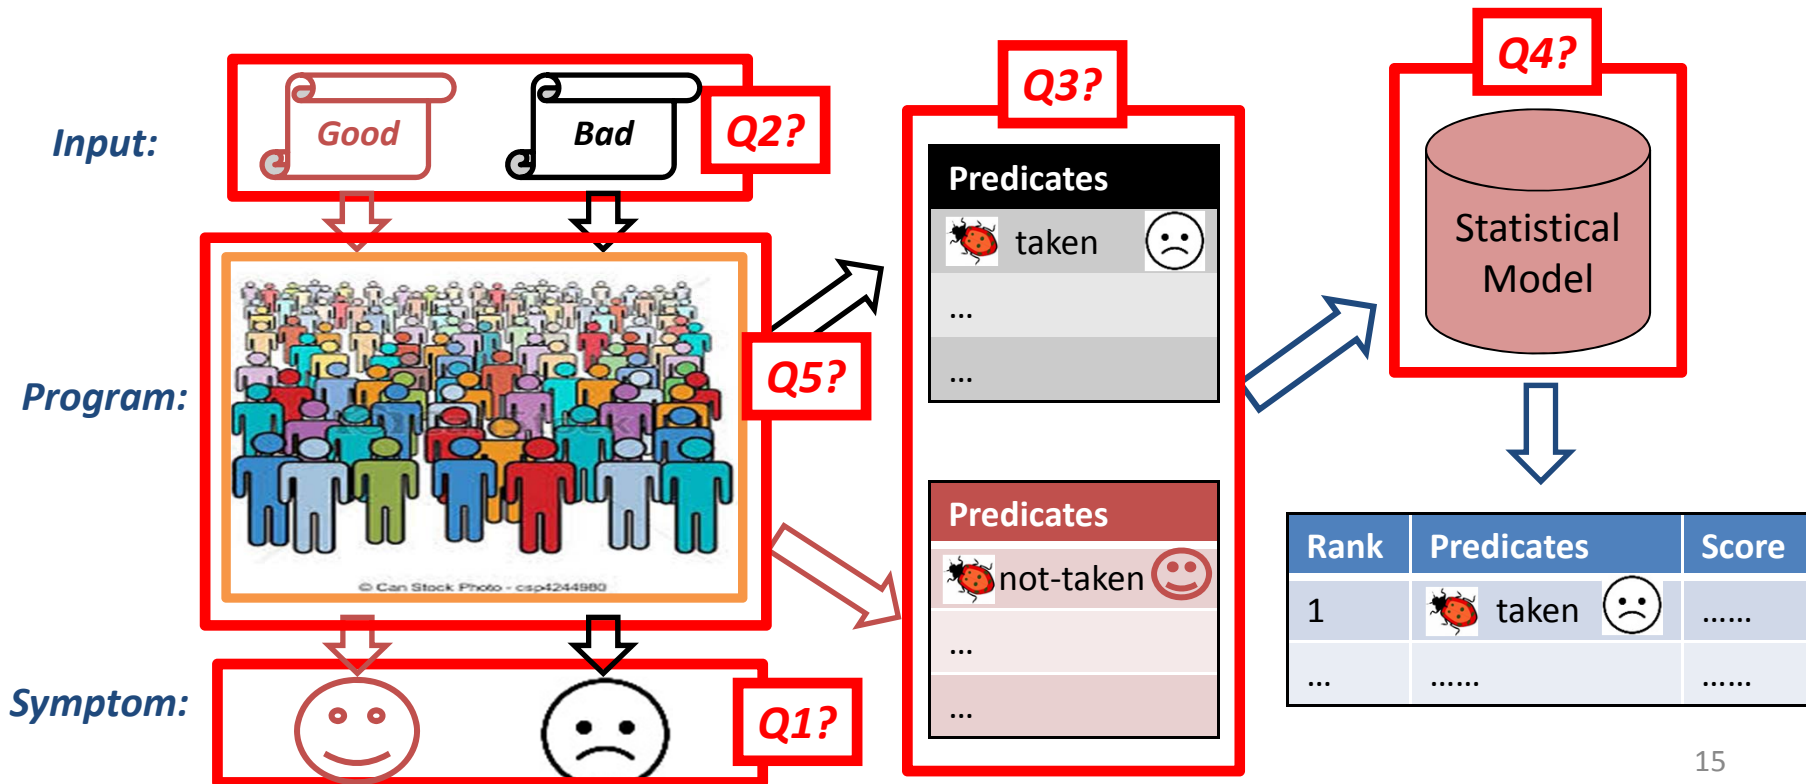 Input:
Good
Bad
Q2?
Program:
© Can Stock Photo - csp4244980
Q5?
Symptom:
Q1?
Q3?
Predicates
taken
...
...
Predicates
not-taken
...
...
Q4?
Statistical
Model
Rank Predicates Score
1 taken ......
... ...... ......
15